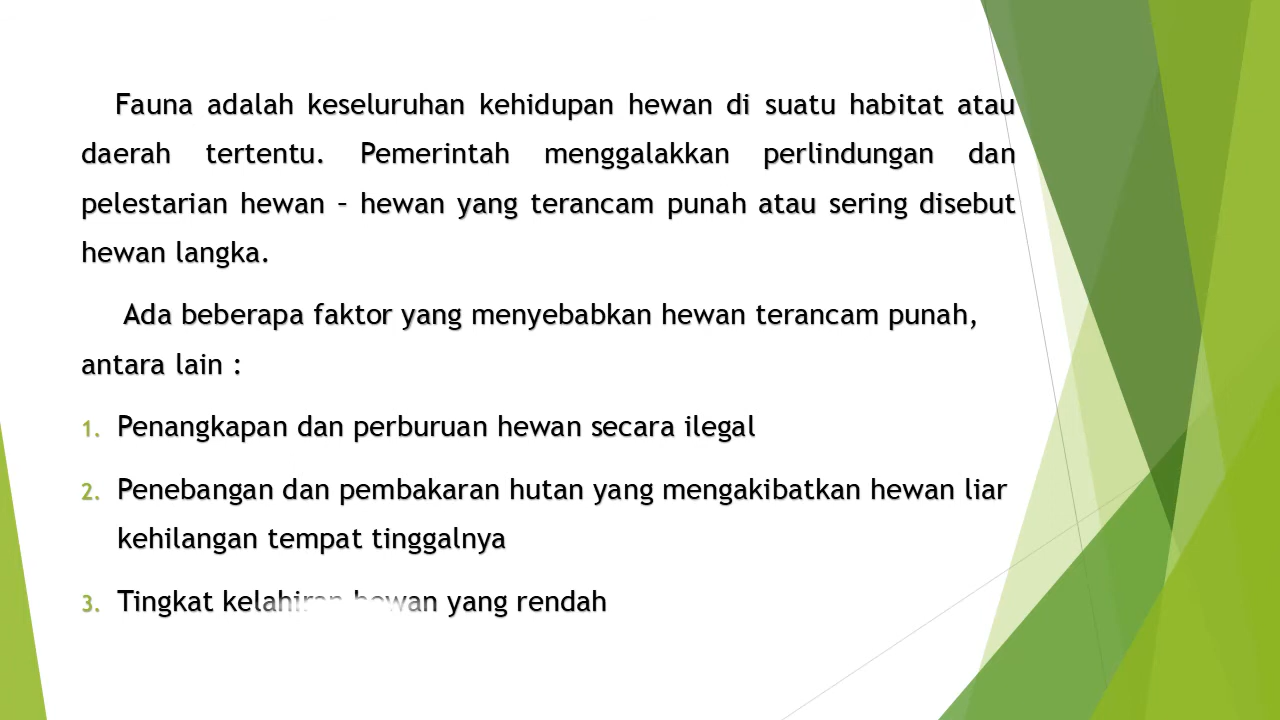 Fauna adalah keseluruhan kehidupan hewan di suatu habitat atau
daerah tertentu. Pemerintah menggalakkan perlindungan dan
pelestarian hewan – hewan yang terancam punah atau sering disebut
hewan langka.
Ada beberapa faktor yang menyebabkan hewan terancam punah,
antara lain :
1. Penangkapan dan perburuan hewan secara ilegal
2. Penebangan dan pembakaran hutan yang mengakibatkan hewan liar
kehilangan tempat tinggalnya
3. Tingkat kelahiran hewan yang rendah